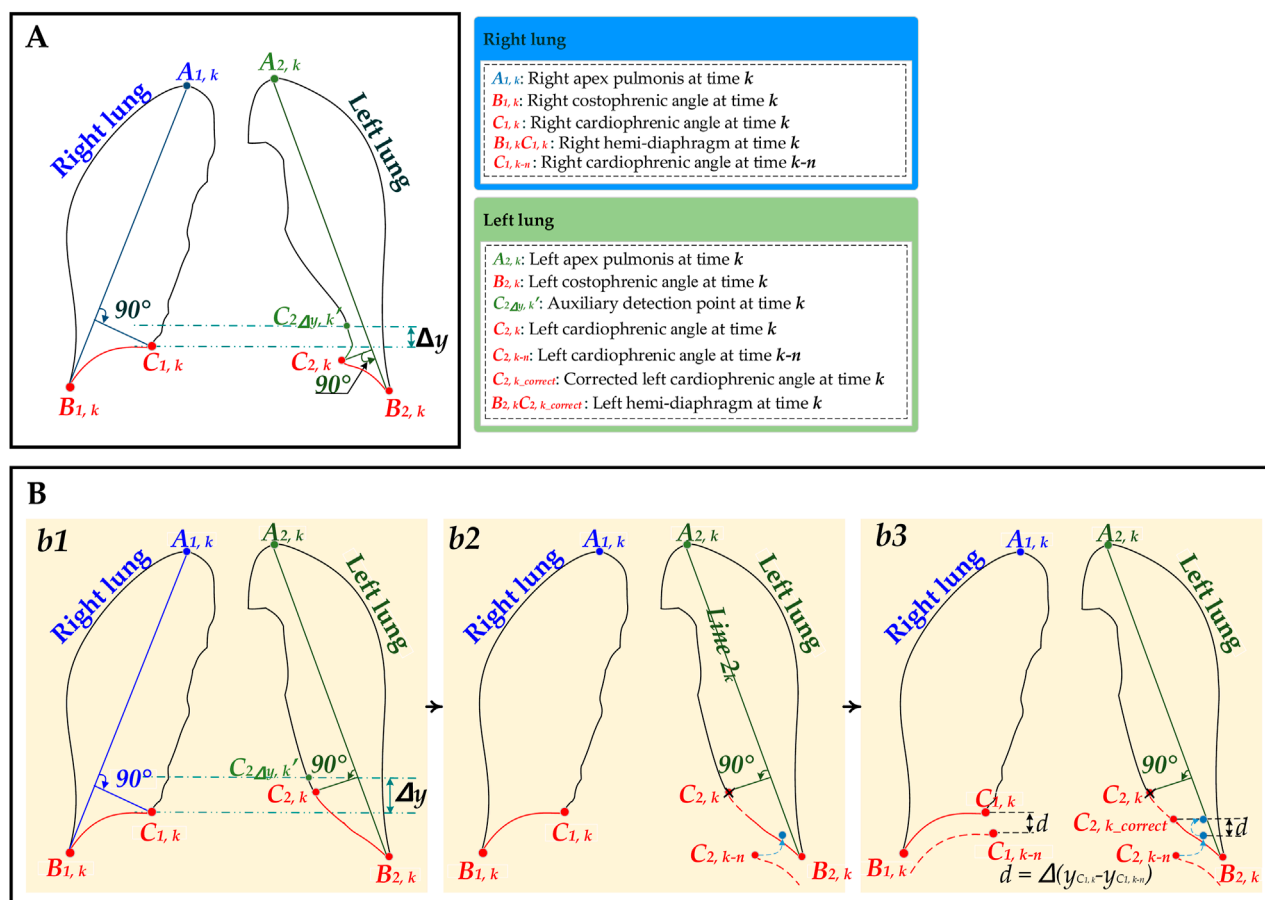 A
A1, k
A2, k
Right lung
Left lung
90°
C2Δy, k′
Δy
C1, k
C2, k
90°
B1, k
B2, k
Right lung
A1, k: Right apex pulmonis at time k
B1, k: Right costophrenic angle at time k
C1, k: Right cardiophrenic angle at time k
B1, kC1, k: Right hemi-diaphragm at time k
C1, k-n: Right cardiophrenic angle at time k-n
Left lung
A2, k: Left apex pulmonis at time k
B2, k: Left costophrenic angle at time k
C2Δy, k′: Auxiliary detection point at time k
C2, k: Left cardiophrenic angle at time k
C2, k-n: Left cardiophrenic angle at time k-n
C2, k_correct: Corrected left cardiophrenic angle at time k
B2, kC2, k_correct: Left hemi-diaphragm at time k
B
b1
A1, k
A2, k
Right lung
Left lung
90°
C2Δy, k′
90°
C2, k
Δy
C1, k
B1, k
B2, k
b2
A1, k
A2, k
Right lung
Left lung
Line 2k
90°
C2, k
C1, k
C2, k-n
B1, k
B2, k
b3
A1, k
A2, k
Right lung
Left lung
90°
C2, k
C1, k
d
C2, k_correct
d
C1, k-n
C2, k-n
B1, k
B2, k
d = Δ(yC1,k-yC1,k-n)